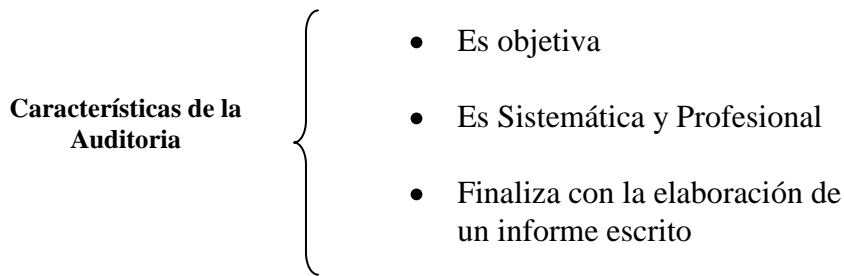 Características de la
Auditoria
• Es objetiva
• Es Sistemática y Profesional
• Finaliza con la elaboración de
un informe escrito